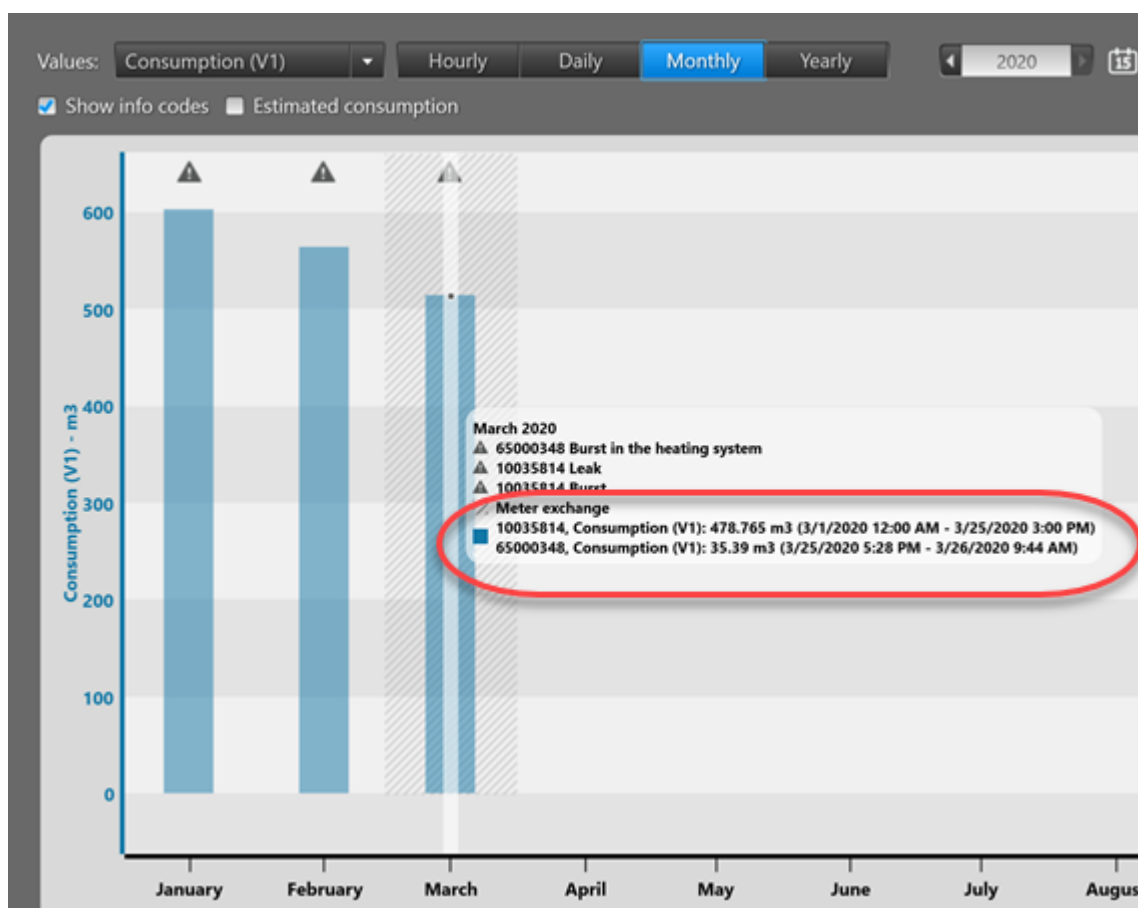 Values: Consumption (V1) Hourly Daily Monthly Yearly 2020 15
Show info codes Estimated consumption
600
500
400
300
200
100
0
Consumption (V1) - m3
March 2020
65000348 Burst in the heating system
10035814 Leak
10035814 Burst
Meter exchange
10035814, Consumption (V1): 478.765 m3 (3/1/2020 12:00 AM - 3/25/2020 3:00 PM)
65000348, Consumption (V1): 35.39 m3 (3/25/2020 5:28 PM - 3/26/2020 9:44 AM)
January February March April May June July Augus